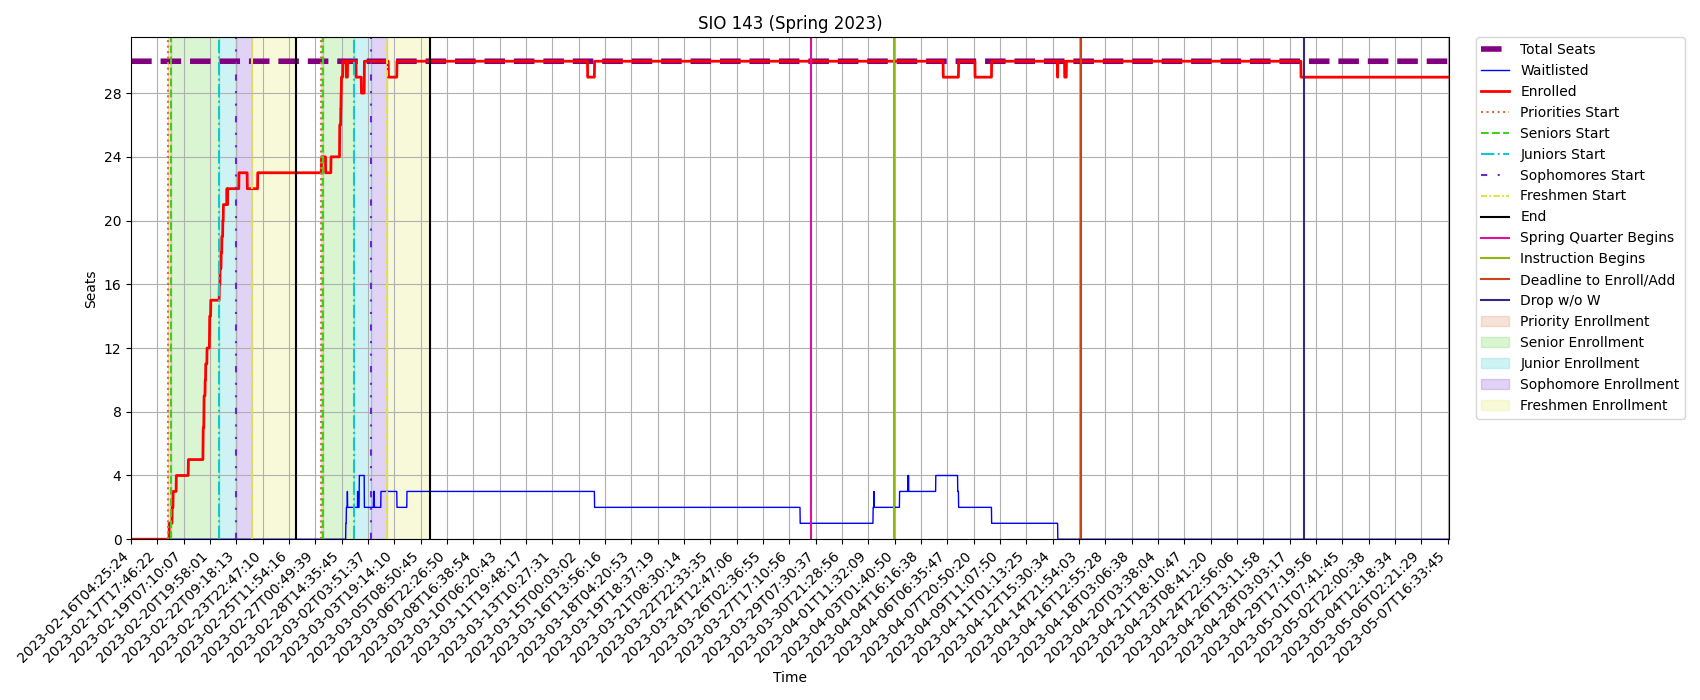 SIO 143 (Spring 2023)
Seats
28
24
20
16
12
8
4
0
2023-02-16T04:25:24
2023-02-17T17:46:22
2023-02-19T07:10:07
2023-02-20T19:58:01
2023-02-22T09:18:13
2023-02-23T22:47:10
2023-02-25T11:54:16
2023-02-27T00:49:39
2023-02-28T14:35:45
2023-03-02T03:51:37
2023-03-03T19:14:10
2023-03-05T08:50:45
2023-03-06T22:26:50
2023-03-08T16:38:54
2023-03-10T06:20:43
2023-03-11T19:48:17
2023-03-13T10:27:31
2023-03-15T00:03:02
2023-03-16T13:56:16
2023-03-18T04:20:53
2023-03-19T18:37:19
2023-03-21T08:30:14
2023-03-22T22:33:35
2023-03-24T12:47:06
2023-03-26T02:36:55
2023-03-27T17:10:56
2023-03-29T07:30:37
2023-03-30T21:28:56
2023-04-01T11:32:09
2023-04-03T01:40:50
2023-04-04T16:16:38
2023-04-06T06:35:47
2023-04-07T20:50:20
2023-04-09T11:07:50
2023-04-11T01:13:25
2023-04-12T15:30:34
2023-04-14T21:54:03
2023-04-16T12:55:28
2023-04-18T03:06:38
2023-04-20T03:38:04
2023-04-21T18:10:47
2023-04-23T08:41:20
2023-04-24T22:56:06
2023-04-26T13:11:58
2023-04-28T03:03:17
2023-04-29T17:19:56
2023-05-01T07:41:45
2023-05-02T22:00:38
2023-05-04T12:18:34
2023-05-06T02:21:29
2023-05-07T16:33:45
Time
Total Seats
Waitlisted
Enrolled
Priorities Start
Seniors Start
Juniors Start
Sophomores Start
Freshmen Start
End
Spring Quarter Begins
Instruction Begins
Deadline to Enroll/Add
Drop w/o W
Priority Enrollment
Senior Enrollment
Junior Enrollment
Sophomore Enrollment
Freshmen Enrollment